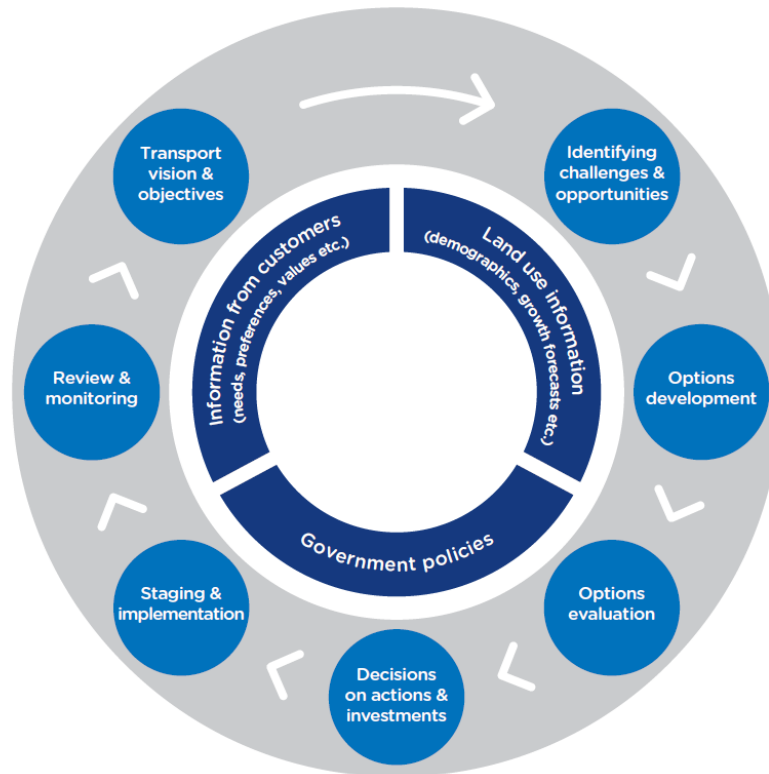 Transport
vision &
objectives
Identifying
challenges &
opportunities
Options
development
Options
evaluation
Decisions
on actions &
investments
Staging &
implementation
Review &
monitoring
Information from customers
(needs, preferences, values etc.)
Land use information
(demographics, growth forecasts etc.)
Government policies